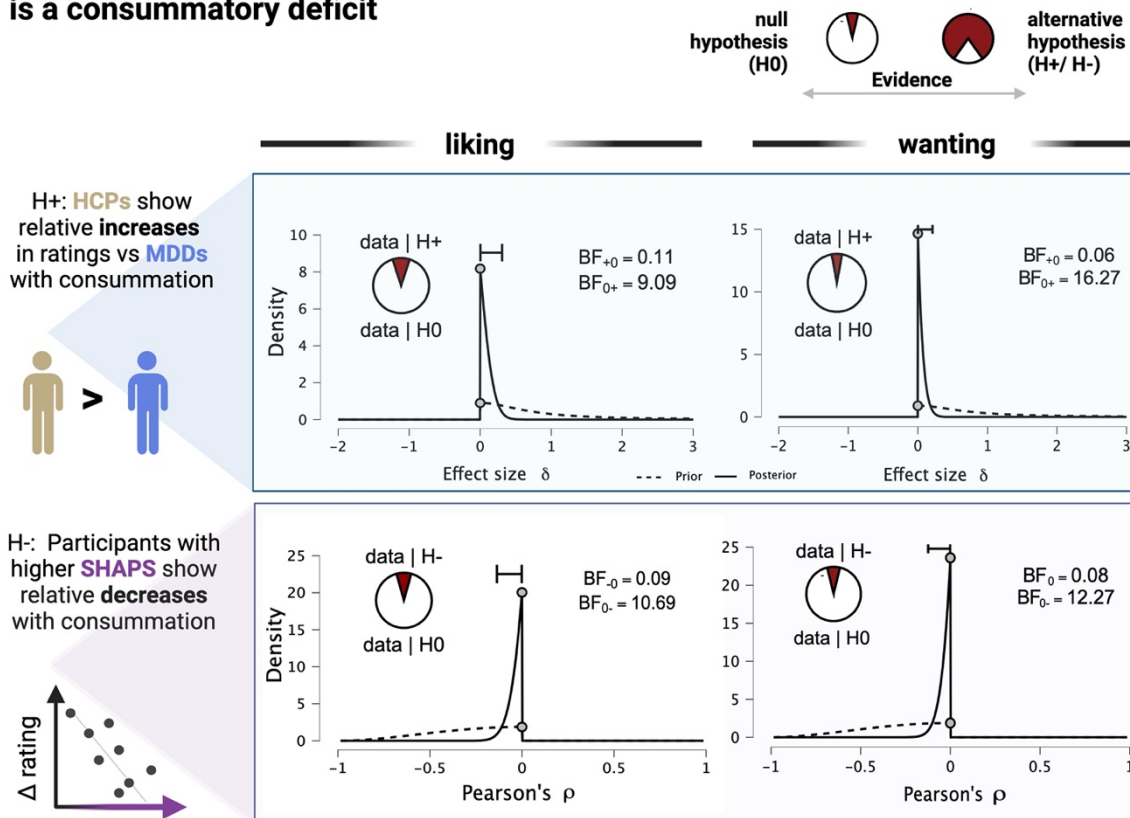 is a consummatory deficit
null
hypothesis
(H0)
alternative
hypothesis
(H+/ H-)
Evidence
liking
wanting
H+: HCPs show
relative increases
in ratings vs MDDs
with consummation
>
data | H+
data | H0
BF+0 = 0.11
BF0+ = 9.09
Density
10
8
6
4
2
0
-2
-1
0
1
2
3
Effect size δ
data | H+
data | H0
BF+0 = 0.06
BF0+ = 16.27
15
10
5
0
-2
-1
0
1
2
3
Effect size δ
Prior
Posterior
H-: Participants with
higher SHAPS show
relative decreases
with consummation
Δ rating
data | H-
data | H0
BF-0 = 0.09
BF0- = 10.69
Density
25
20
15
10
5
0
-1
-0.5
0
0.5
1
Pearson's ρ
data | H-
data | H0
BF0 = 0.08
BF0- = 12.27
25
20
15
10
5
0
-1
-0.5
0
0.5
1
Pearson's ρ